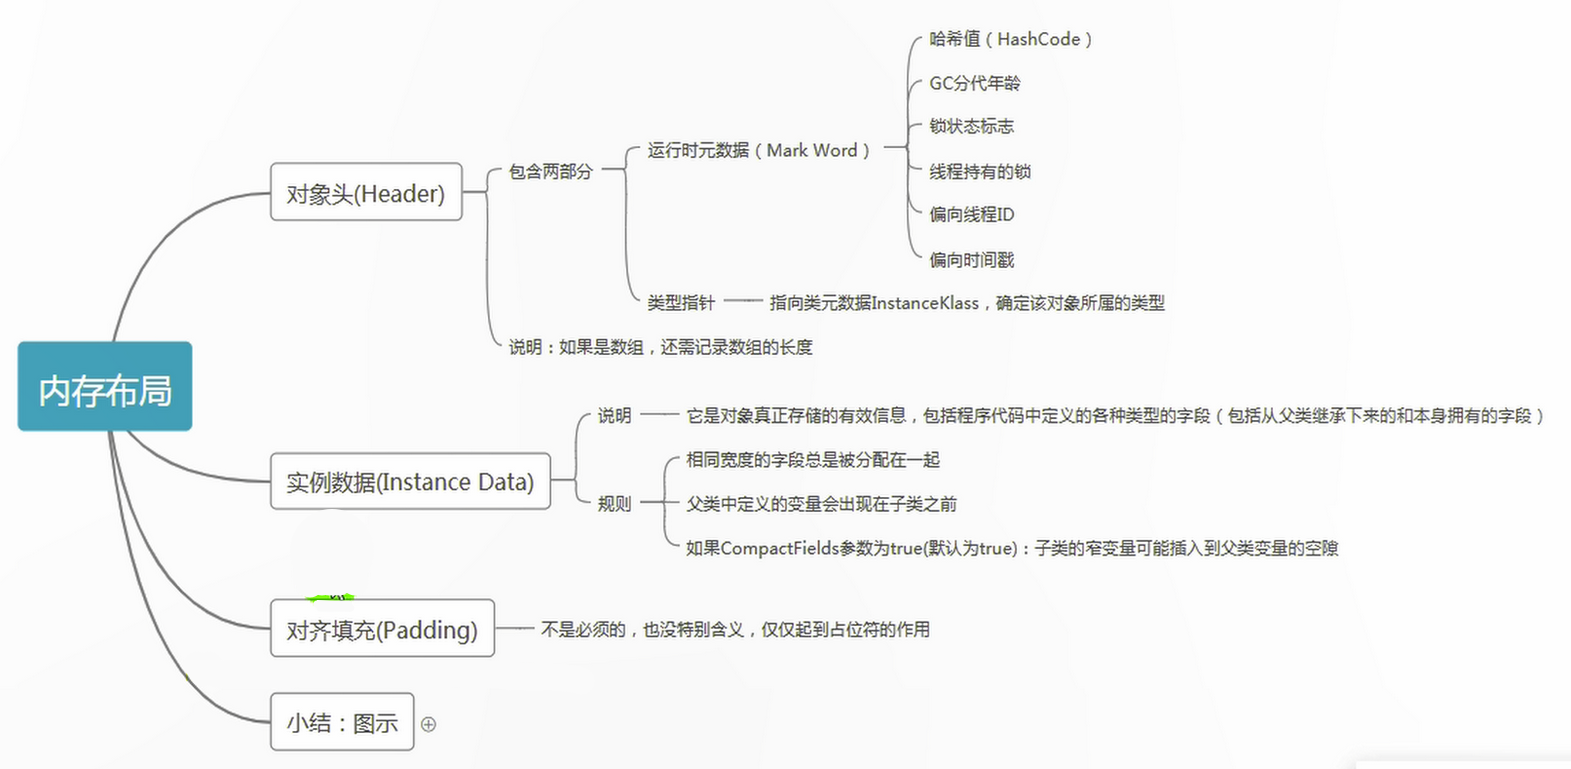 内存布局
对象头(Header)
包含两部分
运行时元数据（Mark Word）
哈希值（HashCode）
GC分代年龄
锁状态标志
线程持有的锁
偏向线程ID
偏向时间戳
类型指针
指向类元数据InstanceKlass，确定该对象所属的类型
说明：如果是数组，还需记录数组的长度
实例数据(Instance Data)
说明
它是对象真正存储的有效信息，包括程序代码中定义的各种类型的字段（包括从父类继承下来的和本身拥有的字段）
规则
相同宽度的字段总是被分配在一起
父类中定义的变量会出现在子类之前
如果CompactFields参数为true(默认为true)：子类的窄变量可能插入到父类变量的空隙
对齐填充(Padding)
不是必须的，也没特别含义，仅仅起到占位符的作用
小结：图示